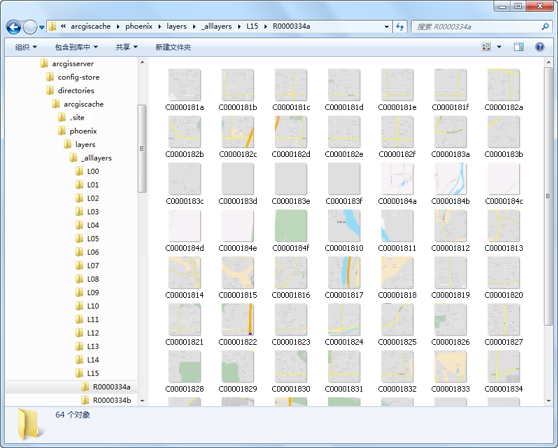 « arcgiscache ▸ phoenix ▸ layers ▸ _alllayers ▸ L15 ▸ R0000334a
搜索 R0000334a
组织 包含到库中 共享 新建文件夹
arcgisserver
config-store
directories
arcgiscache
.site
phoenix
layers
_alllayers
L00
L01
L02
L03
L04
L05
L06
L07
L08
L09
L10
L11
L12
L13
L14
L15
R0000334a
R0000334b
C0000181a C0000181b C0000181c C0000181d C0000181e C0000181f C0000182a
C0000182b C0000182c C0000182d C0000182e C0000182f C0000183a C0000183b
C0000183c C0000183d C0000183e C0000183f C0000184a C0000184b C0000184c
C0000184d C0000184e C0000184f C00001810 C00001811 C00001812 C00001813
C00001814 C00001815 C00001816 C00001817 C00001818 C00001819 C00001820
C00001821 C00001822 C00001823 C00001824 C00001825 C00001826 C00001827
C00001828 C00001829 C00001830 C00001831 C00001832 C00001833 C00001834
64 个对象